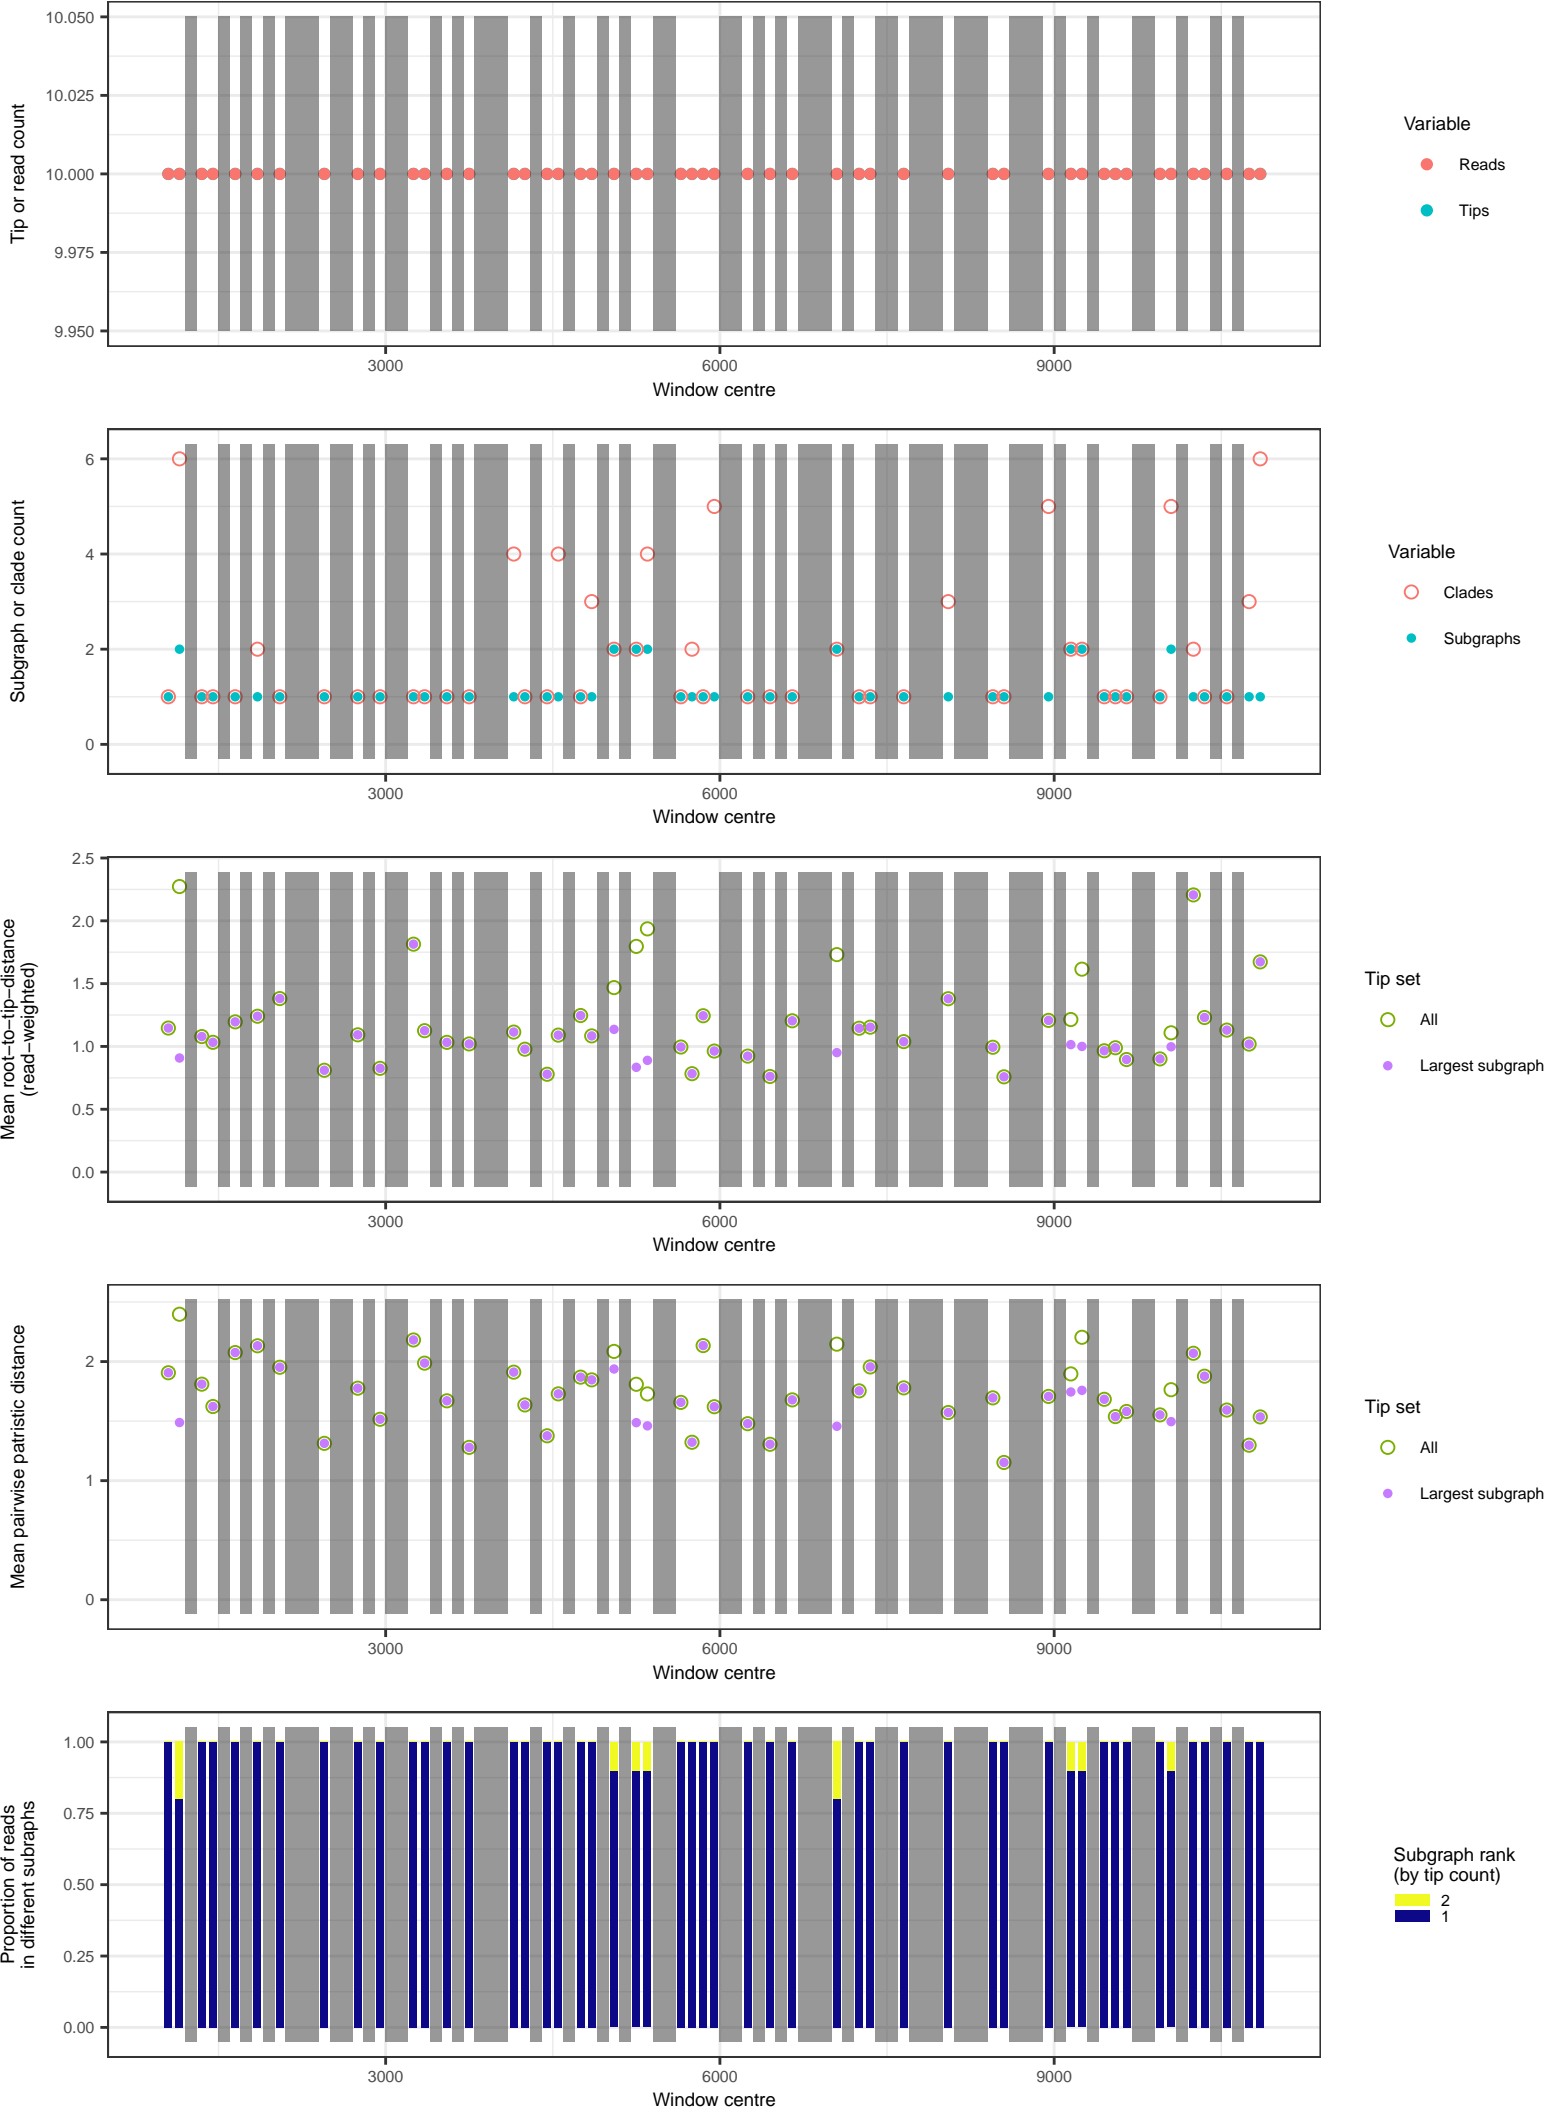 10.050
10.025
10.000
9.975
9.950
Tip or read count
3000
6000
9000
Window centre
Variable
Reads
Tips
6
4
2
0
Subgraph or clade count
3000
6000
9000
Window centre
Variable
Clades
Subgraphs
2.5
2.0
1.5
1.0
0.5
0.0
Mean root−to−tip−distance
(read−weighted)
3000
6000
9000
Window centre
Tip set
All
Largest subgraph
2
1
0
Mean pairwise patristic distance
3000
6000
9000
Window centre
Tip set
All
Largest subgraph
1.00
0.75
0.50
0.25
0.00
Proportion of reads
in different subraphs
3000
6000
9000
Window centre
Subgraph rank
(by tip count)
2
1